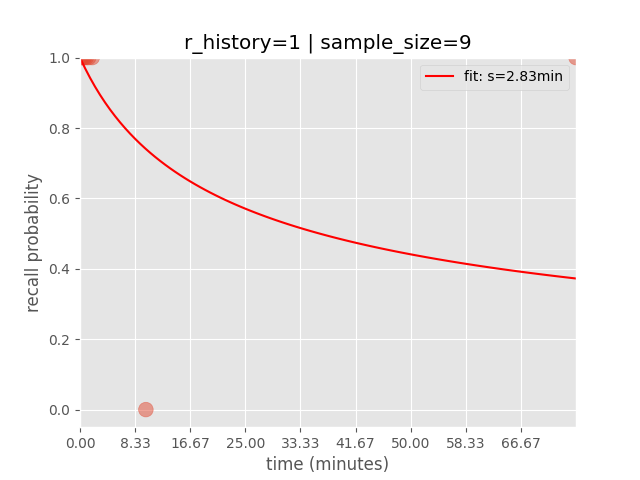 r_history=1 | sample_size=9
fit: s=2.83min
recall probability
1.0
0.8
0.6
0.4
0.2
0.0
0.00 8.33 16.67 25.00 33.33 41.67 50.00 58.33 66.67
time (minutes)